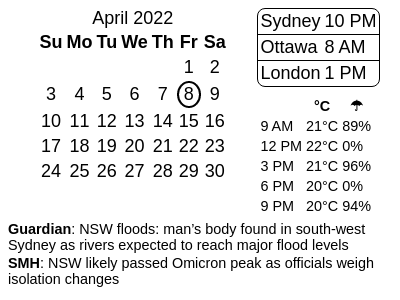 April 2022
Su Mo Tu We Th Fr Sa
1 2
3 4 5 6 7 8 9
10 11 12 13 14 15 16
17 18 19 20 21 22 23
24 25 26 27 28 29 30
Sydney 10 PM
Ottawa 8 AM
London 1 PM
°C ☂
9 AM 21°C 89%
12 PM 22°C 0%
3 PM 21°C 96%
6 PM 20°C 0%
9 PM 20°C 94%
Guardian: NSW floods: man’s body found in south-west
Sydney as rivers expected to reach major flood levels
SMH: NSW likely passed Omicron peak as officials weigh
isolation changes